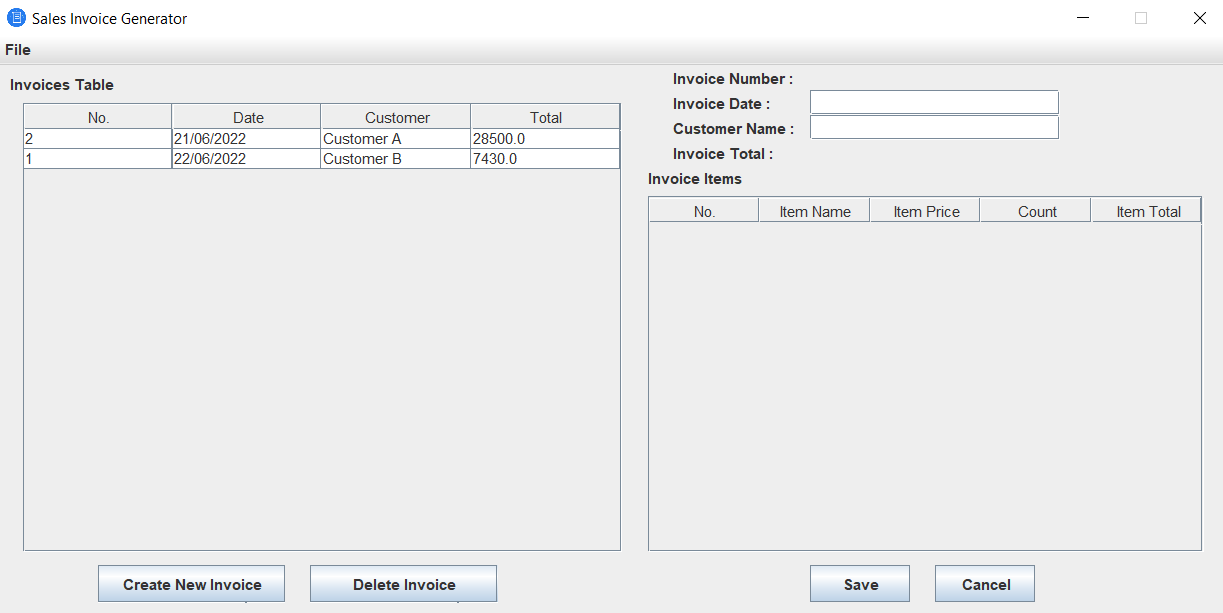 Sales Invoice Generator
File
Invoices Table
No. Date Customer Total
2 21/06/2022 Customer A 28500.0
1 22/06/2022 Customer B 7430.0
Create New Invoice Delete Invoice
Invoice Number :
Invoice Date :
Customer Name :
Invoice Total :
Invoice Items
No. Item Name Item Price Count Item Total
Save Cancel